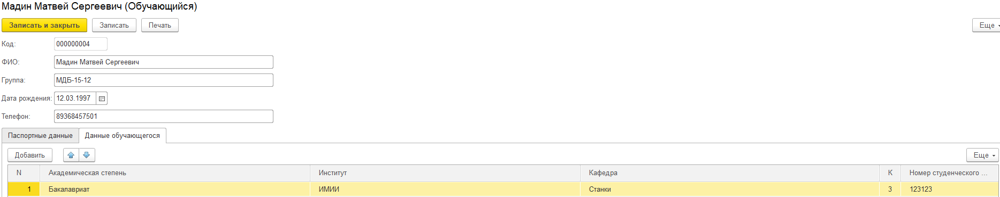 Мадин Матвей Сергеевич (Обучающийся)
Записать и закрыть Записать Печать Еще
Код: 000000004
ФИО: Мадин Матвей Сергеевич
Группа: МДБ-15-12
Дата рождения: 12.03.1997
Телефон: 89368457501
Паспортные данные Данные обучающегося
Добавить Еще
N Академическая степень Институт Кафедра К Номер студенческого ...
1 Бакалавриат ИМИИ Станки 3 123123